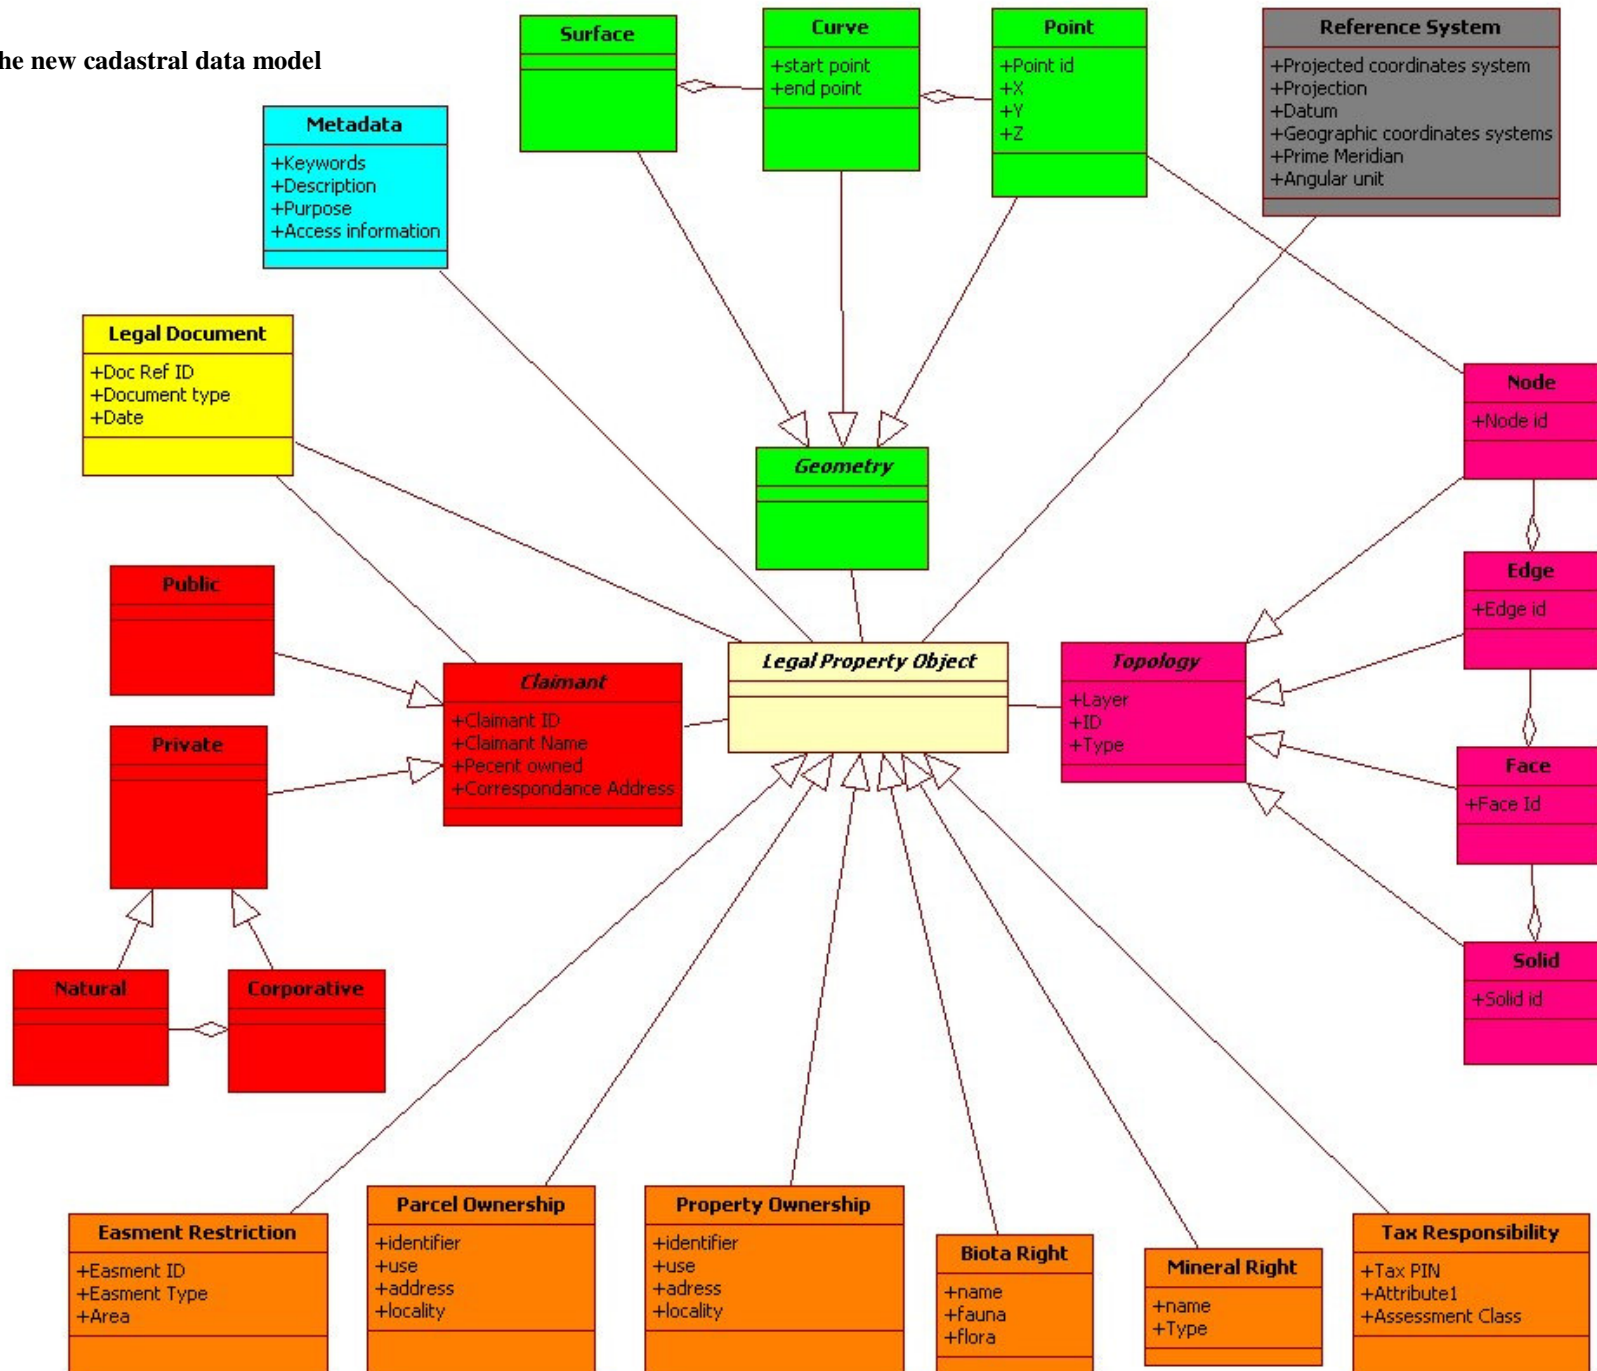 he new cadastral data model
Surface
Curve
+start point
+end point
Point
+Point id
+X
+Y
+Z
Reference System
+Projected coordinates system
+Projection
+Datum
+Geographic coordinates systems
+Prime Meridian
+Angular unit
Metadata
+Keywords
+Description
+Purpose
+Access information
Legal Document
+Doc Ref ID
+Document type
+Date
Geometry
Node
+Node id
Public
Edge
+Edge id
Claimant
+Claimant ID
+Claimant Name
+Pecent owned
+Correspondance Address
Legal Property Object
Topology
+Layer
+ID
+Type
Private
Face
+Face Id
Natural
Corporative
Solid
+Solid id
Easment Restriction
+Easment ID
+Easment Type
+Area
Parcel Ownership
+identifier
+use
+address
+locality
Property Ownership
+identifier
+use
+adress
+locality
Biota Right
+name
+fauna
+flora
Mineral Right
+name
+Type
Tax Responsibility
+Tax PIN
+Attribute1
+Assessment Class